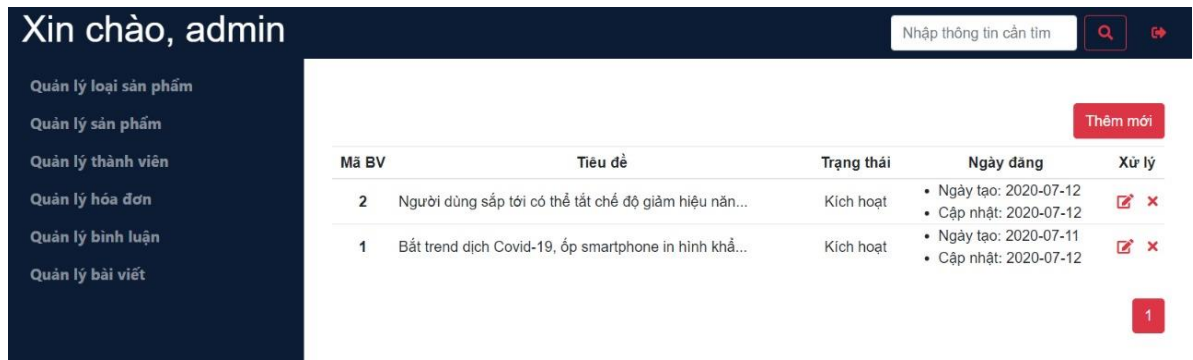 Xin chào, admin
Nhập thông tin cần tìm
Quản lý loại sản phẩm
Quản lý sản phẩm
Quản lý thành viên
Quản lý hóa đơn
Quản lý bình luận
Quản lý bài viết
Thêm mới
Mã BV Tiêu đề Trạng thái Ngày đăng Xử lý
2 Người dùng sắp tới có thể tắt chế độ giảm hiệu năn... Kích hoạt • Ngày tạo: 2020-07-12
• Cập nhật: 2020-07-12
1 Bắt trend dịch Covid-19, ốp smartphone in hình khẩ... Kích hoạt • Ngày tạo: 2020-07-11
• Cập nhật: 2020-07-12
1